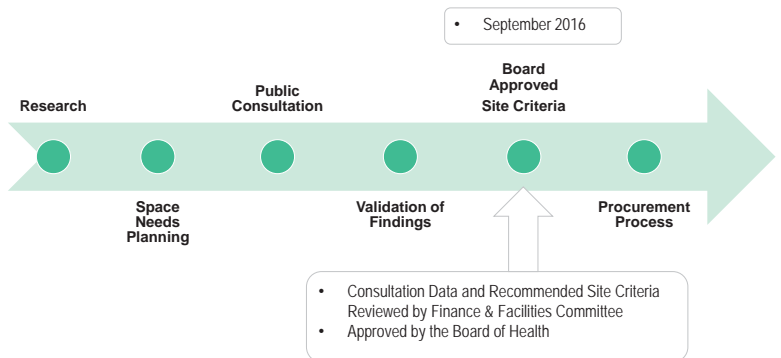 • September 2016
Board
Approved
Site Criteria
Public
Consultation
Research
Space
Needs
Planning
Validation of
Findings
Procurement
Process
• Consultation Data and Recommended Site Criteria
Reviewed by Finance & Facilities Committee
• Approved by the Board of Health